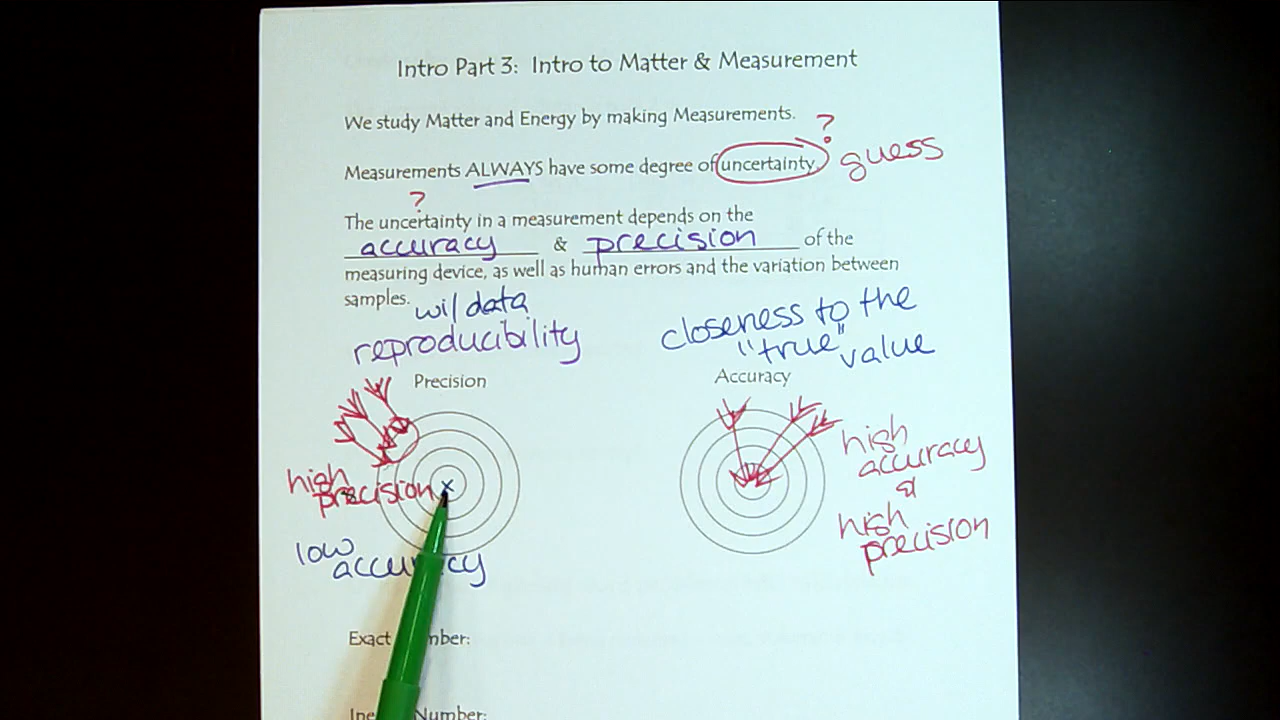 Intro Part 3: Intro to Matter & Measurement
We study Matter and Energy by making Measurements.
?
Measurements ALWAYS have some degree of uncertainty. guess
?
The uncertainty in a measurement depends on the
accuracy & precision of the
measuring device, as well as human errors and the variation between
samples. w/ data
reproducibility
closeness to the
"true" value
Precision
Accuracy
high
precision
x
low
accuracy
high
accuracy
&
high
precision
Exact Number:
Number: